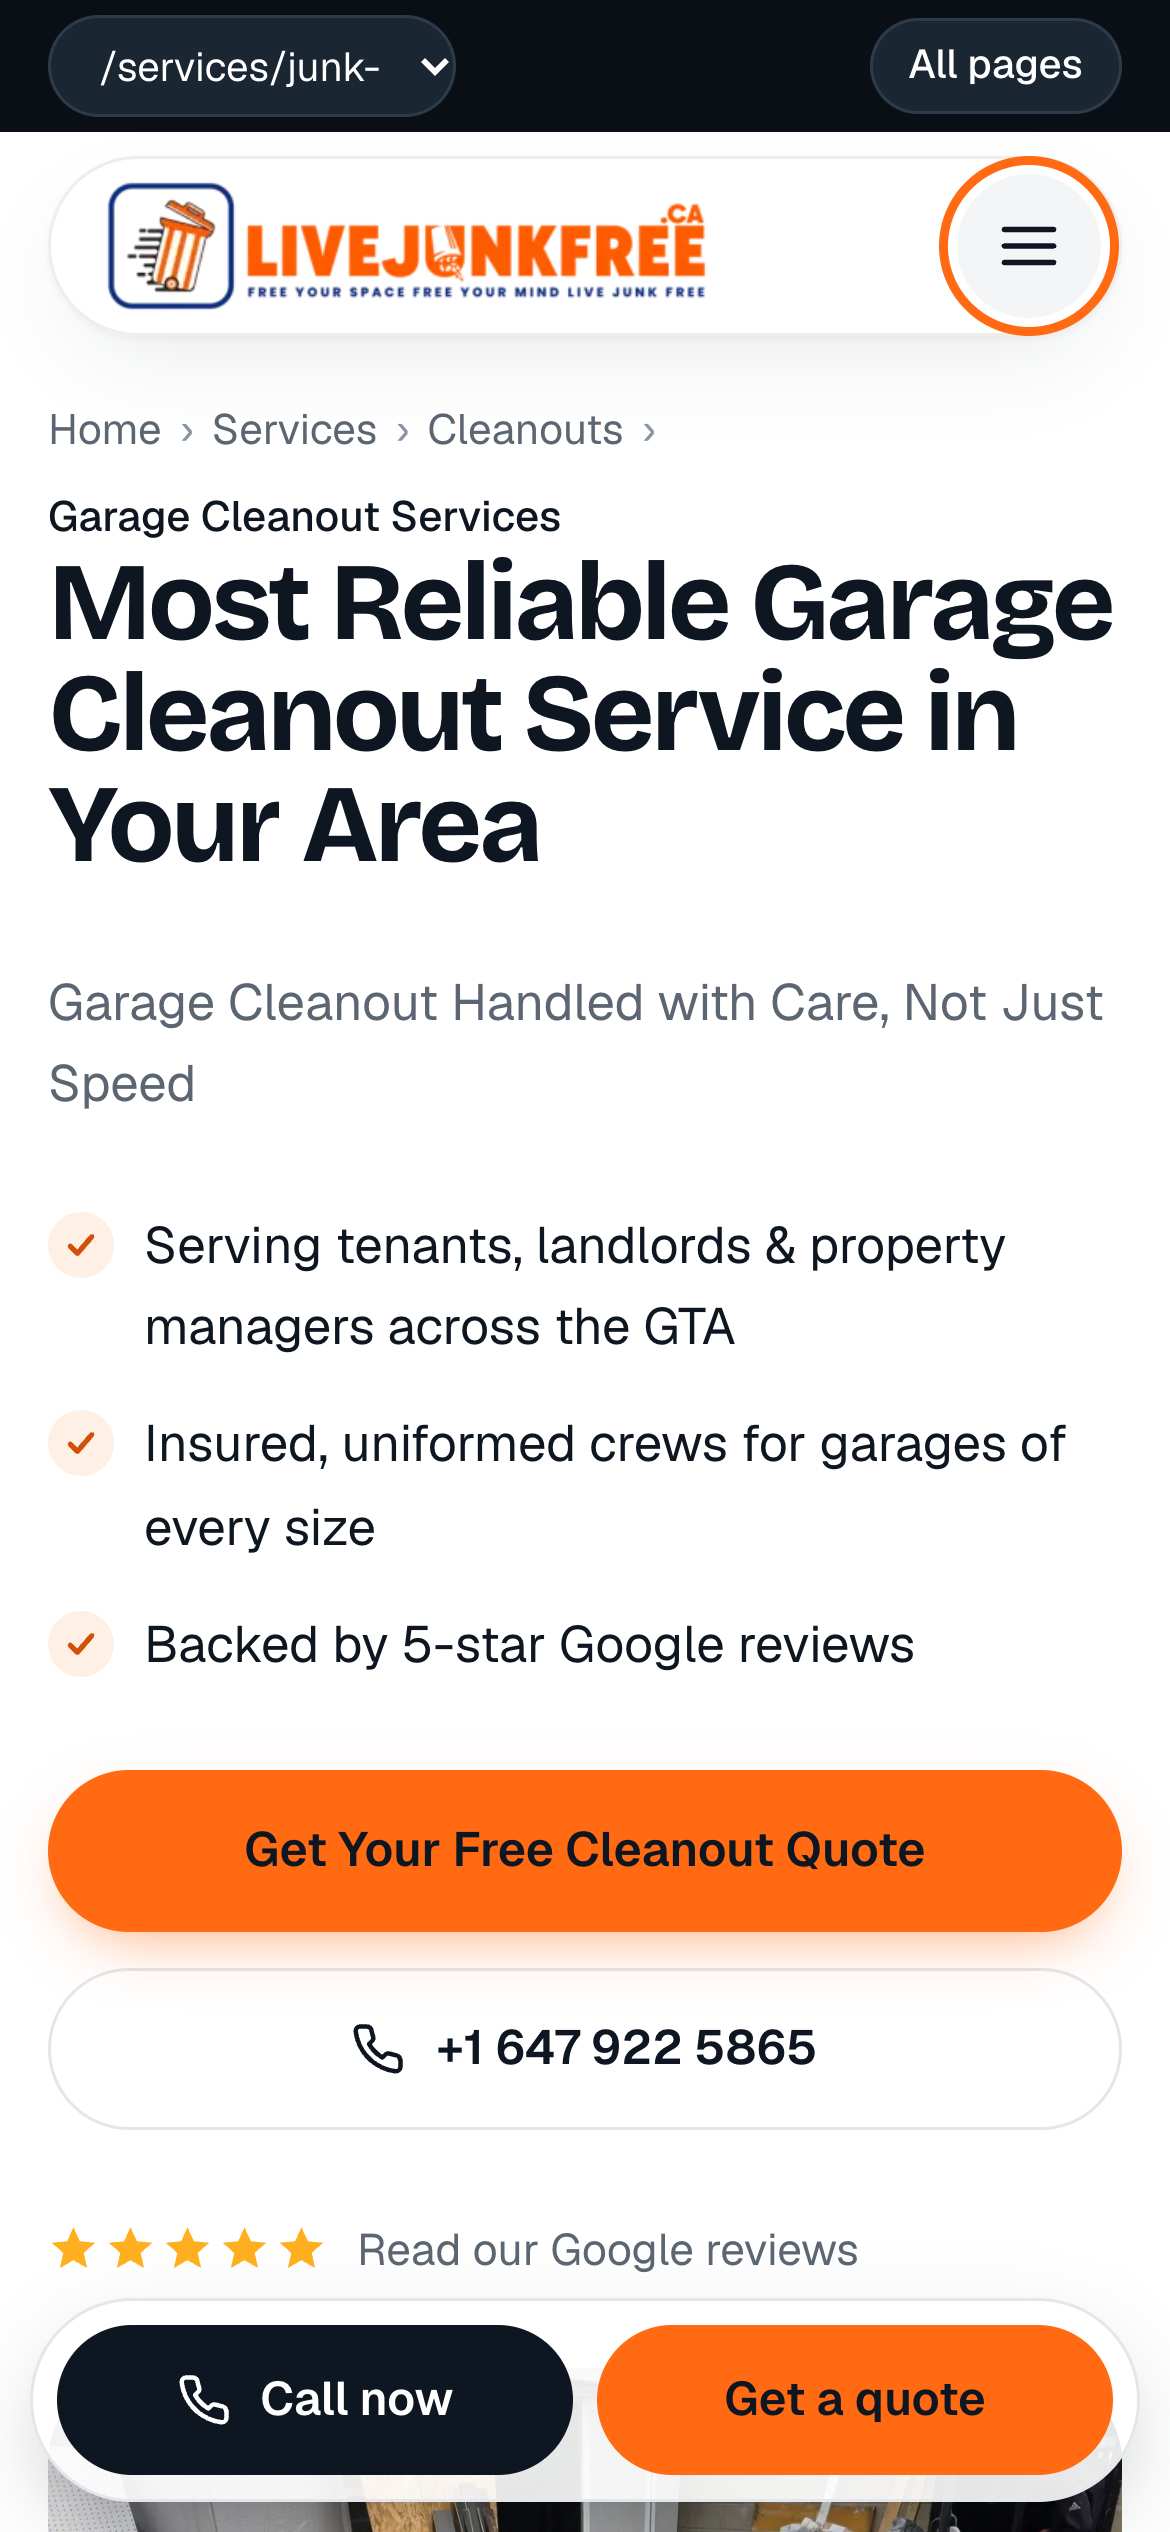 /services/junk-
All pages
LIVEJUNKFREE.CA
FREE YOUR SPACE FREE YOUR MIND LIVE JUNK FREE
Home › Services › Cleanouts ›
Garage Cleanout Services
Most Reliable Garage
Cleanout Service in
Your Area
Garage Cleanout Handled with Care, Not Just
Speed
Serving tenants, landlords & property
managers across the GTA
Insured, uniformed crews for garages of
every size
Backed by 5-star Google reviews
Get Your Free Cleanout Quote
+1 647 922 5865
Read our Google reviews
Call now
Get a quote